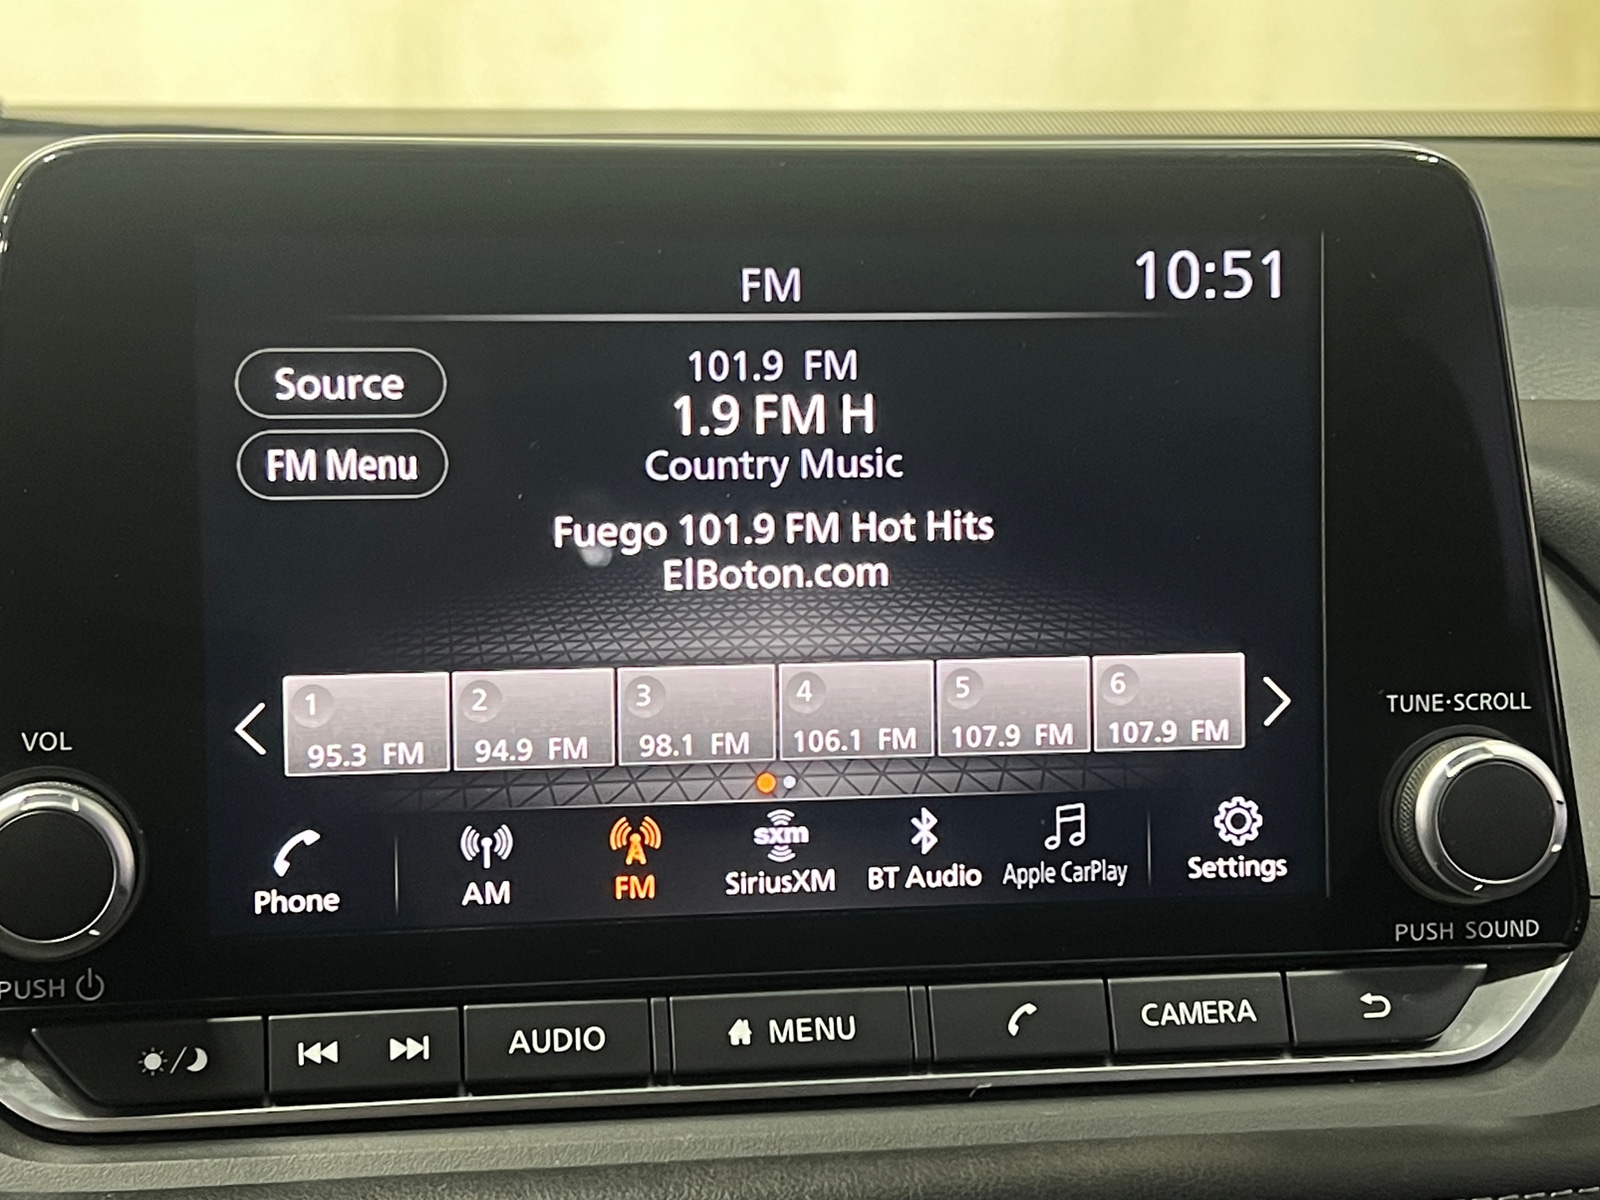 FM
10:51
Source
FM Menu
101.9 FM
1.9 FM H
Country Music
Fuego 101.9 FM Hot Hits
ElBoton.com
1
95.3 FM
2
94.9 FM
3
98.1 FM
4
106.1 FM
5
107.9 FM
6
107.9 FM
Phone
AM
FM
sxm
SiriusXM
BT Audio
Apple CarPlay
Settings
VOL
PUSH
TUNE·SCROLL
PUSH SOUND
AUDIO
MENU
CAMERA